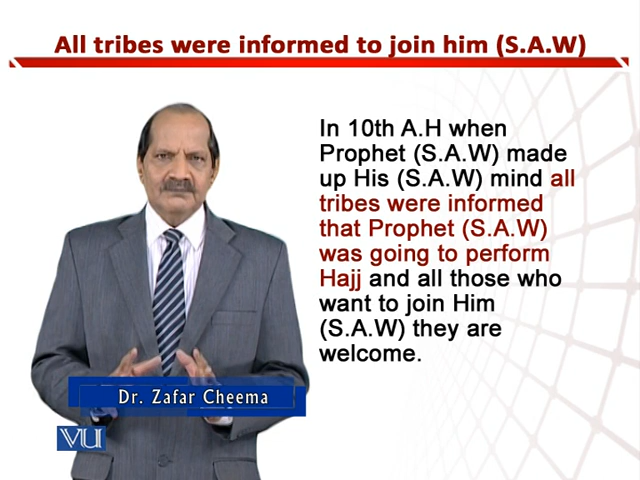 All tribes were informed to join him (S.A.W)
In 10th A.H when
Prophet (S.A.W) made
up His (S.A.W) mind all
tribes were informed
that Prophet (S.A.W)
was going to perform
Hajj and all those who
want to join Him
(S.A.W) they are
welcome.
Dr. Zafar Cheema
VU